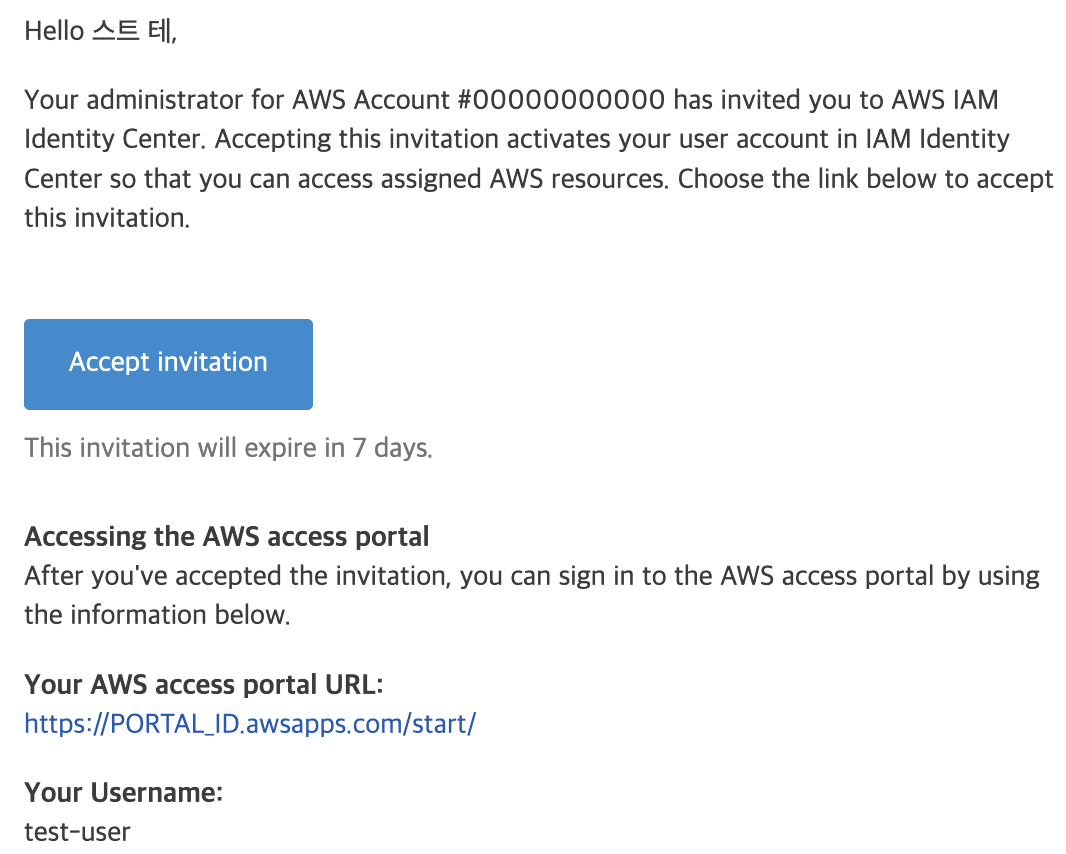 Hello 스트 테,
Your administrator for AWS Account #00000000000 has invited you to AWS IAM
Identity Center. Accepting this invitation activates your user account in IAM Identity
Center so that you can access assigned AWS resources. Choose the link below to accept
this invitation.
Accept invitation
This invitation will expire in 7 days.
Accessing the AWS access portal
After you've accepted the invitation, you can sign in to the AWS access portal by using
the information below.
Your AWS access portal URL:
https://PORTAL_ID.awsapps.com/start/
Your Username:
test-user